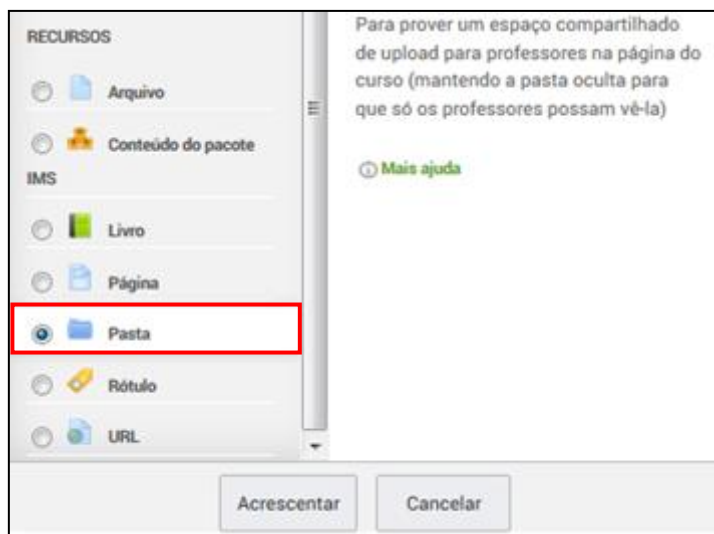 RECURSOS
Arquivo
Conteúdo do pacote
IMS
Livro
Página
Pasta
Rótulo
URL
Para prover um espaço compartilhado
de upload para professores na página do
curso (mantendo a pasta oculta para
que só os professores possam vê-la)
Mais ajuda
Acrescentar
Cancelar